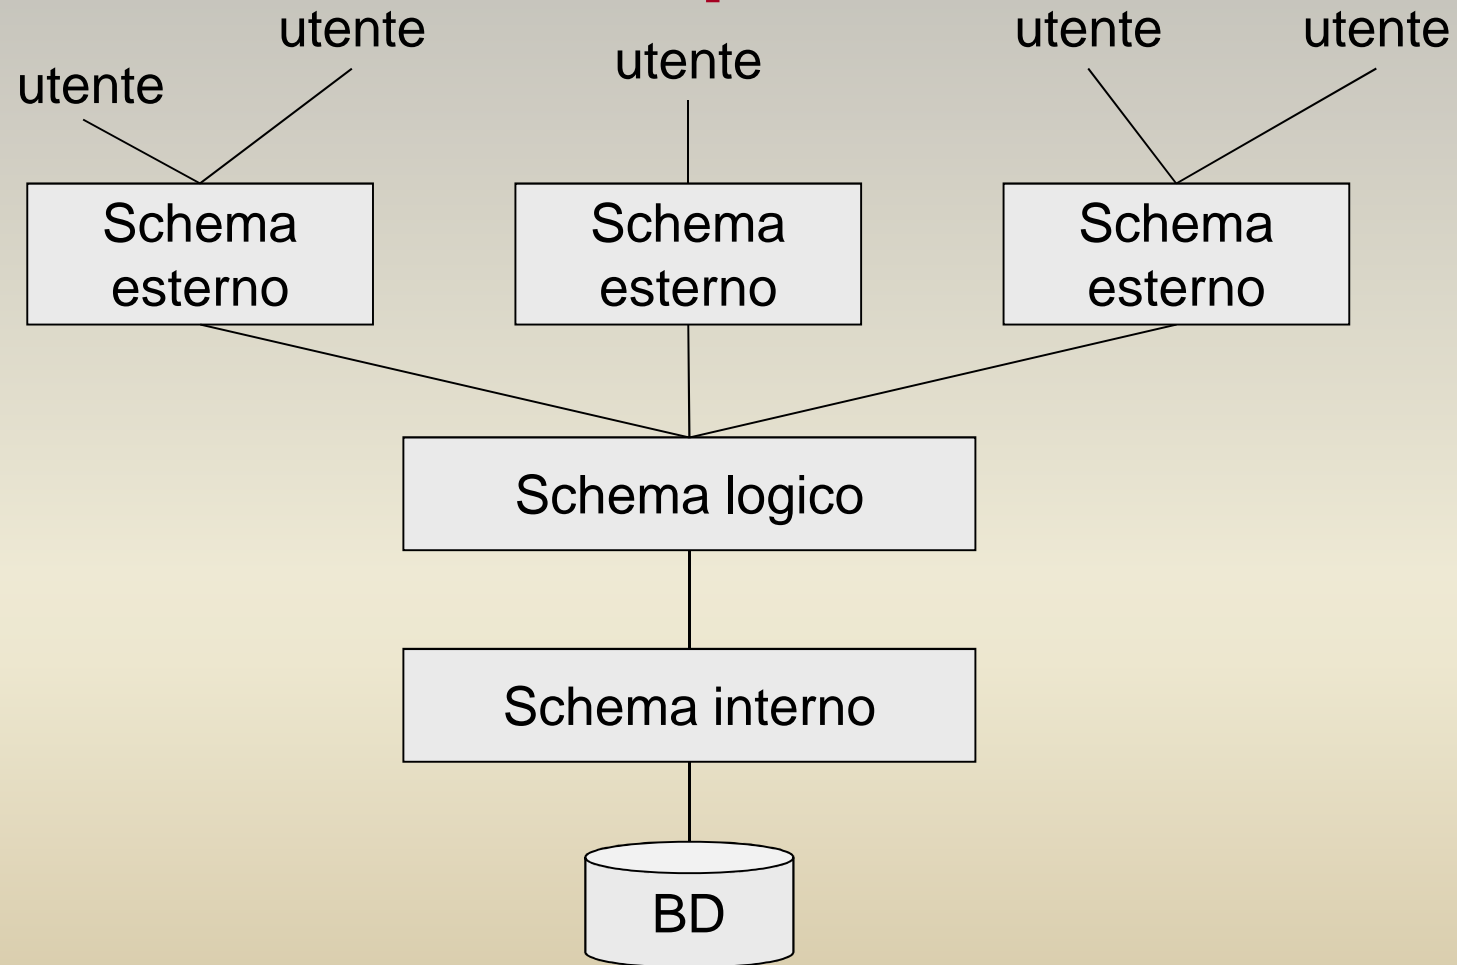 utente
utente
utente
utente
utente
Schema
esterno
Schema
esterno
Schema
esterno
Schema logico
Schema interno
BD